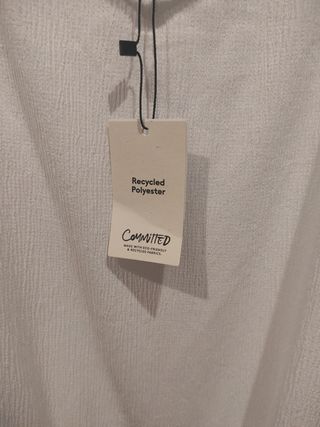 Recycled
Polyester
COMMITTED
MADE WITH ECO-FRIENDLY
& RECYCLED FABRICS.